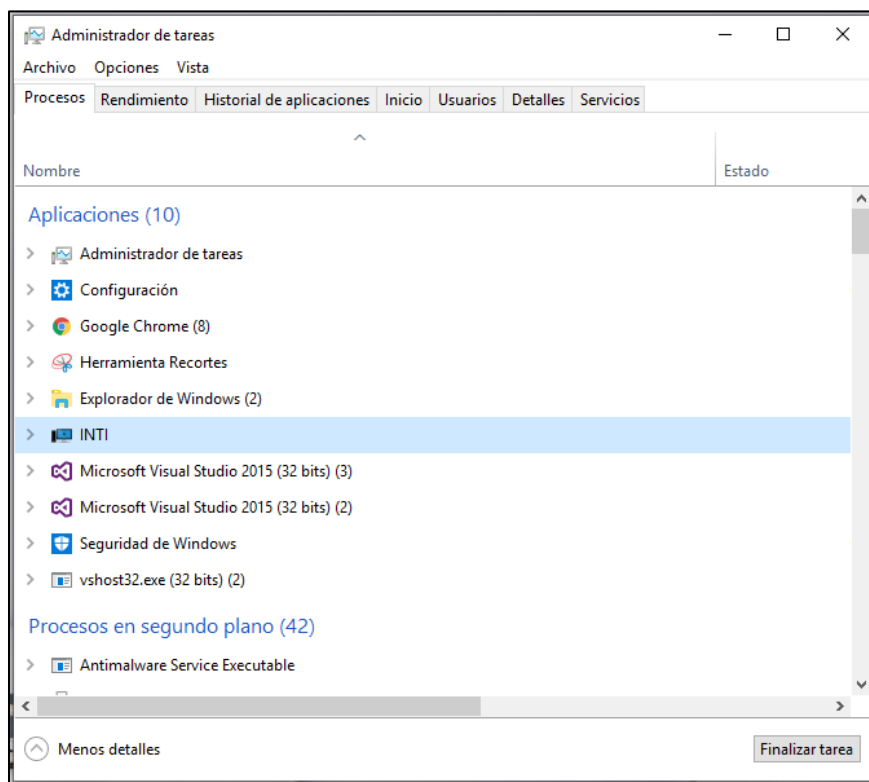 Administrador de tareas
Archivo Opciones Vista
Procesos Rendimiento Historial de aplicaciones Inicio Usuarios Detalles Servicios
Nombre Estado
Aplicaciones (10)
Administrador de tareas
Configuración
Google Chrome (8)
Herramienta Recortes
Explorador de Windows (2)
INTI
Microsoft Visual Studio 2015 (32 bits) (3)
Microsoft Visual Studio 2015 (32 bits) (2)
Seguridad de Windows
vshost32.exe (32 bits) (2)
Procesos en segundo plano (42)
Antimalware Service Executable
Menos detalles Finalizar tarea